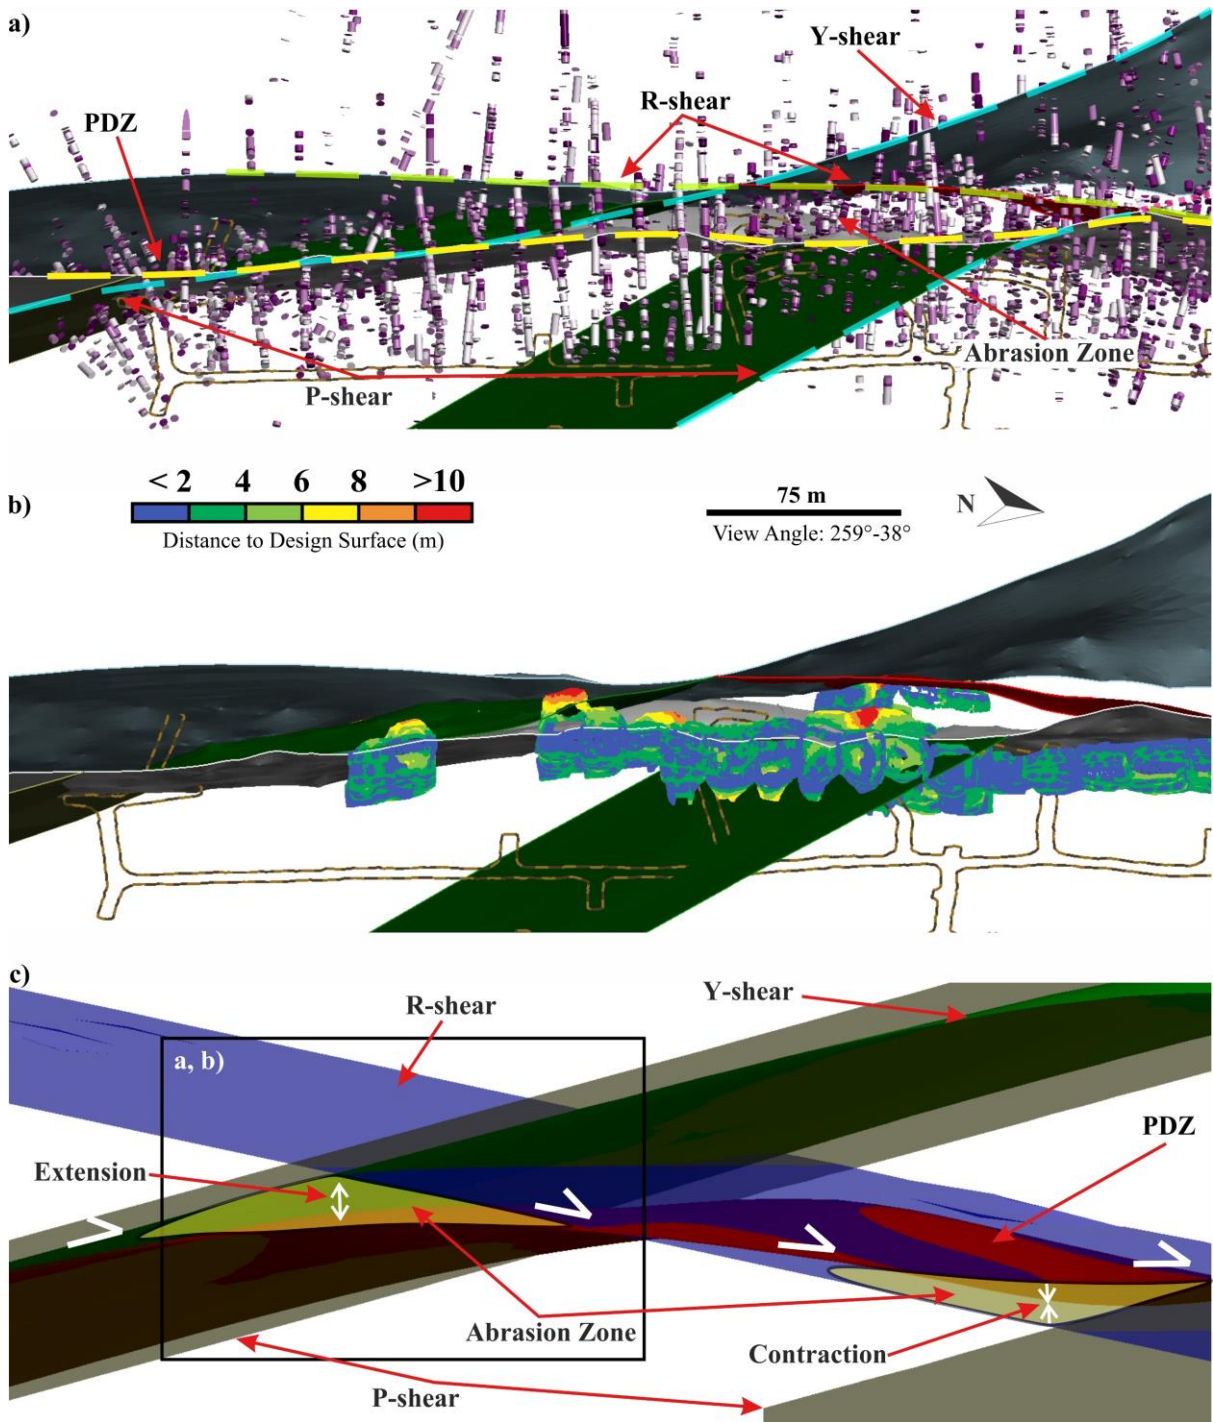 a)
Y-shear
R-shear
PDZ
Abrasion Zone
P-shear
b)
< 2 4 6 8 >10
Distance to Design Surface (m)
75 m
View Angle: 259°-38°
N
c)
Y-shear
R-shear
a, b)
PDZ
Extension
Abrasion Zone
Contraction
P-shear